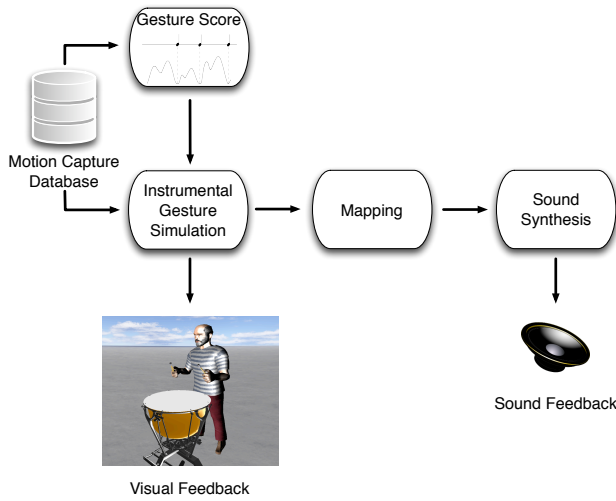 Gesture Score
Motion Capture
Database
Instrumental
Gesture
Simulation
Mapping
Sound
Synthesis
Sound Feedback
Visual Feedback